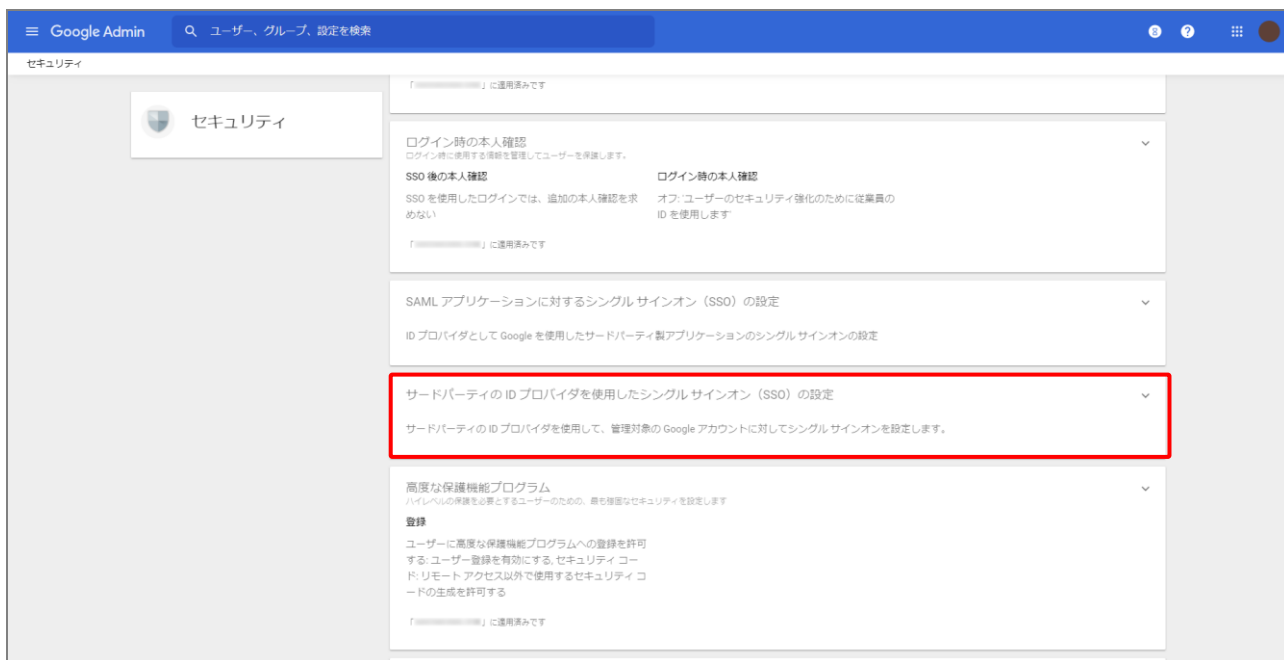 Google Admin
ユーザー、グループ、設定を検索
セキュリティ
セキュリティ
「 」に適用済みです
ログイン時の本人確認
ログイン時に使用する情報を管理してユーザーを保護します。
SSO 後の本人確認
ログイン時の本人確認
SSO を使用したログインでは、追加の本人確認を求
めない
オフ: 'ユーザーのセキュリティ強化のために従業員の
ID を使用します'
「 」に適用済みです
SAML アプリケーションに対するシングル サインオン（SSO）の設定
ID プロバイダとして Google を使用したサードパーティ製アプリケーションのシングル サインオンの設定
サードパーティの ID プロバイダを使用したシングル サインオン（SSO）の設定
サードパーティの ID プロバイダを使用して、管理対象の Google アカウントに対してシングル サインオンを設定します。
高度な保護機能プログラム
ハイレベルの保護を必要とするユーザーのための、最も強固なセキュリティを設定します
登録
ユーザーに高度な保護機能プログラムへの登録を許可
する: ユーザー登録を有効にする, セキュリティ コー
ド: リモート アクセス以外で使用するセキュリティ コ
ードの生成を許可する
「 」に適用済みです